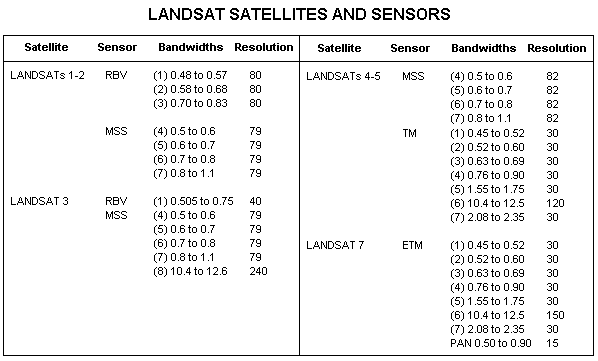 LANDSAT SATELLITES AND SENSORS
Satellite Sensor Bandwidths Resolution
LANDSATs 1-2 RBV (1) 0.48 to 0.57 80
(2) 0.58 to 0.68 80
(3) 0.70 to 0.83 80
MSS (4) 0.5 to 0.6 79
(5) 0.6 to 0.7 79
(6) 0.7 to 0.8 79
(7) 0.8 to 1.1 79
LANDSAT 3 RBV (1) 0.505 to 0.75 40
MSS (4) 0.5 to 0.6 79
(5) 0.6 to 0.7 79
(6) 0.7 to 0.8 79
(7) 0.8 to 1.1 79
(8) 10.4 to 12.6 240
Satellite Sensor Bandwidths Resolution
LANDSATs 4-5 MSS (4) 0.5 to 0.6 82
(5) 0.6 to 0.7 82
(6) 0.7 to 0.8 82
(7) 0.8 to 1.1 82
TM (1) 0.45 to 0.52 30
(2) 0.52 to 0.60 30
(3) 0.63 to 0.69 30
(4) 0.76 to 0.90 30
(5) 1.55 to 1.75 30
(6) 10.4 to 12.5 120
(7) 2.08 to 2.35 30
LANDSAT 7 ETM (1) 0.45 to 0.52 30
(2) 0.52 to 0.60 30
(3) 0.63 to 0.69 30
(4) 0.76 to 0.90 30
(5) 1.55 to 1.75 30
(6) 10.4 to 12.5 150
(7) 2.08 to 2.35 30
PAN 0.50 to 0.90 15